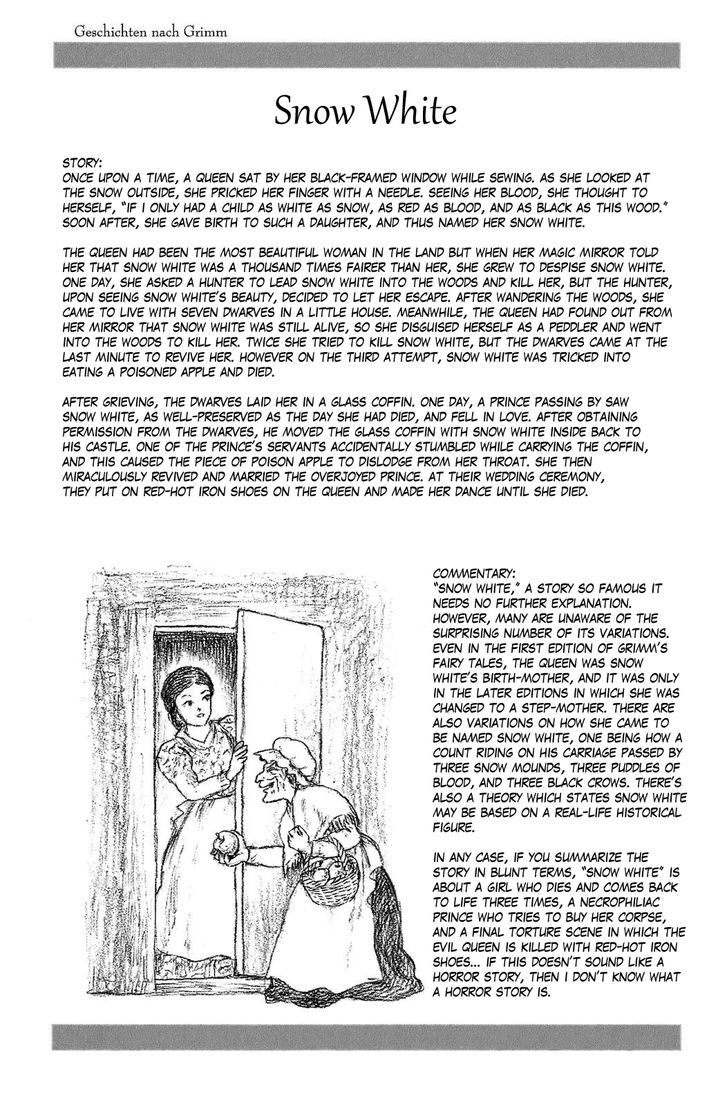 Geschichten nach Grimm
Snow White
STORY:
ONCE UPON A TIME, A QUEEN SAT BY HER BLACK-FRAMED WINDOW WHILE SEWING. AS SHE LOOKED AT
THE SNOW OUTSIDE, SHE PRICKED HER FINGER WITH A NEEDLE. SEEING HER BLOOD, SHE THOUGHT TO
HERSELF, "IF I ONLY HAD A CHILD AS WHITE AS SNOW, AS RED AS BLOOD, AND AS BLACK AS THIS WOOD."
SOON AFTER, SHE GAVE BIRTH TO SUCH A DAUGHTER, AND THUS NAMED HER SNOW WHITE.
THE QUEEN HAD BEEN THE MOST BEAUTIFUL WOMAN IN THE LAND BUT WHEN HER MAGIC MIRROR TOLD
HER THAT SNOW WHITE WAS A THOUSAND TIMES FAIRER THAN HER, SHE GREW TO DESPISE SNOW WHITE.
ONE DAY, SHE ASKED A HUNTER TO LEAD SNOW WHITE INTO THE WOODS AND KILL HER, BUT THE HUNTER,
UPON SEEING SNOW WHITE'S BEAUTY, DECIDED TO LET HER ESCAPE. AFTER WANDERING THE WOODS, SHE
CAME TO LIVE WITH SEVEN DWARVES IN A LITTLE HOUSE. MEANWHILE, THE QUEEN HAD FOUND OUT FROM
HER MIRROR THAT SNOW WHITE WAS STILL ALIVE, SO SHE DISGUISED HERSELF AS A PEDDLER AND WENT
INTO THE WOODS TO KILL HER. TWICE SHE TRIED TO KILL SNOW WHITE, BUT THE DWARVES CAME AT THE
LAST MINUTE TO REVIVE HER. HOWEVER ON THE THIRD ATTEMPT, SNOW WHITE WAS TRICKED INTO
EATING A POISONED APPLE AND DIED.
AFTER GRIEVING, THE DWARVES LAID HER IN A GLASS COFFIN. ONE DAY, A PRINCE PASSING BY SAW
SNOW WHITE, AS WELL-PRESERVED AS THE DAY SHE HAD DIED, AND FELL IN LOVE. AFTER OBTAINING
PERMISSION FROM THE DWARVES, HE MOVED THE GLASS COFFIN WITH SNOW WHITE INSIDE BACK TO
HIS CASTLE. ONE OF THE PRINCE'S SERVANTS ACCIDENTALLY STUMBLED WHILE CARRYING THE COFFIN,
AND THIS CAUSED THE PIECE OF POISON APPLE TO DISLODGE FROM HER THROAT. SHE THEN
MIRACULOUSLY REVIVED AND MARRIED THE OVERJOYED PRINCE. AT THEIR WEDDING CEREMONY,
THEY PUT ON RED-HOT IRON SHOES ON THE QUEEN AND MADE HER DANCE UNTIL SHE DIED.
COMMENTARY:
"SNOW WHITE," A STORY SO FAMOUS IT
NEEDS NO FURTHER EXPLANATION.
HOWEVER, MANY ARE UNAWARE OF THE
SURPRISING NUMBER OF ITS VARIATIONS.
EVEN IN THE FIRST EDITION OF GRIMM'S
FAIRY TALES, THE QUEEN WAS SNOW
WHITE'S BIRTH-MOTHER, AND IT WAS ONLY
IN THE LATER EDITIONS IN WHICH SHE WAS
CHANGED TO A STEP-MOTHER. THERE ARE
ALSO VARIATIONS ON HOW SHE CAME TO
BE NAMED SNOW WHITE, ONE BEING HOW A
COUNT RIDING ON HIS CARRIAGE PASSED BY
THREE SNOW MOUNDS, THREE PUDDLES OF
BLOOD, AND THREE BLACK CROWS. THERE'S
ALSO A THEORY WHICH STATES SNOW WHITE
MAY BE BASED ON A REAL-LIFE HISTORICAL
FIGURE.
IN ANY CASE, IF YOU SUMMARIZE THE
STORY IN BLUNT TERMS, "SNOW WHITE" IS
ABOUT A GIRL WHO DIES AND COMES BACK
TO LIFE THREE TIMES, A NECROPHILIAC
PRINCE WHO TRIES TO BUY HER CORPSE,
AND A FINAL TORTURE SCENE IN WHICH THE
EVIL QUEEN IS KILLED WITH RED-HOT IRON
SHOES... IF THIS DOESN'T SOUND LIKE A
HORROR STORY, THEN I DON'T KNOW WHAT
A HORROR STORY IS.